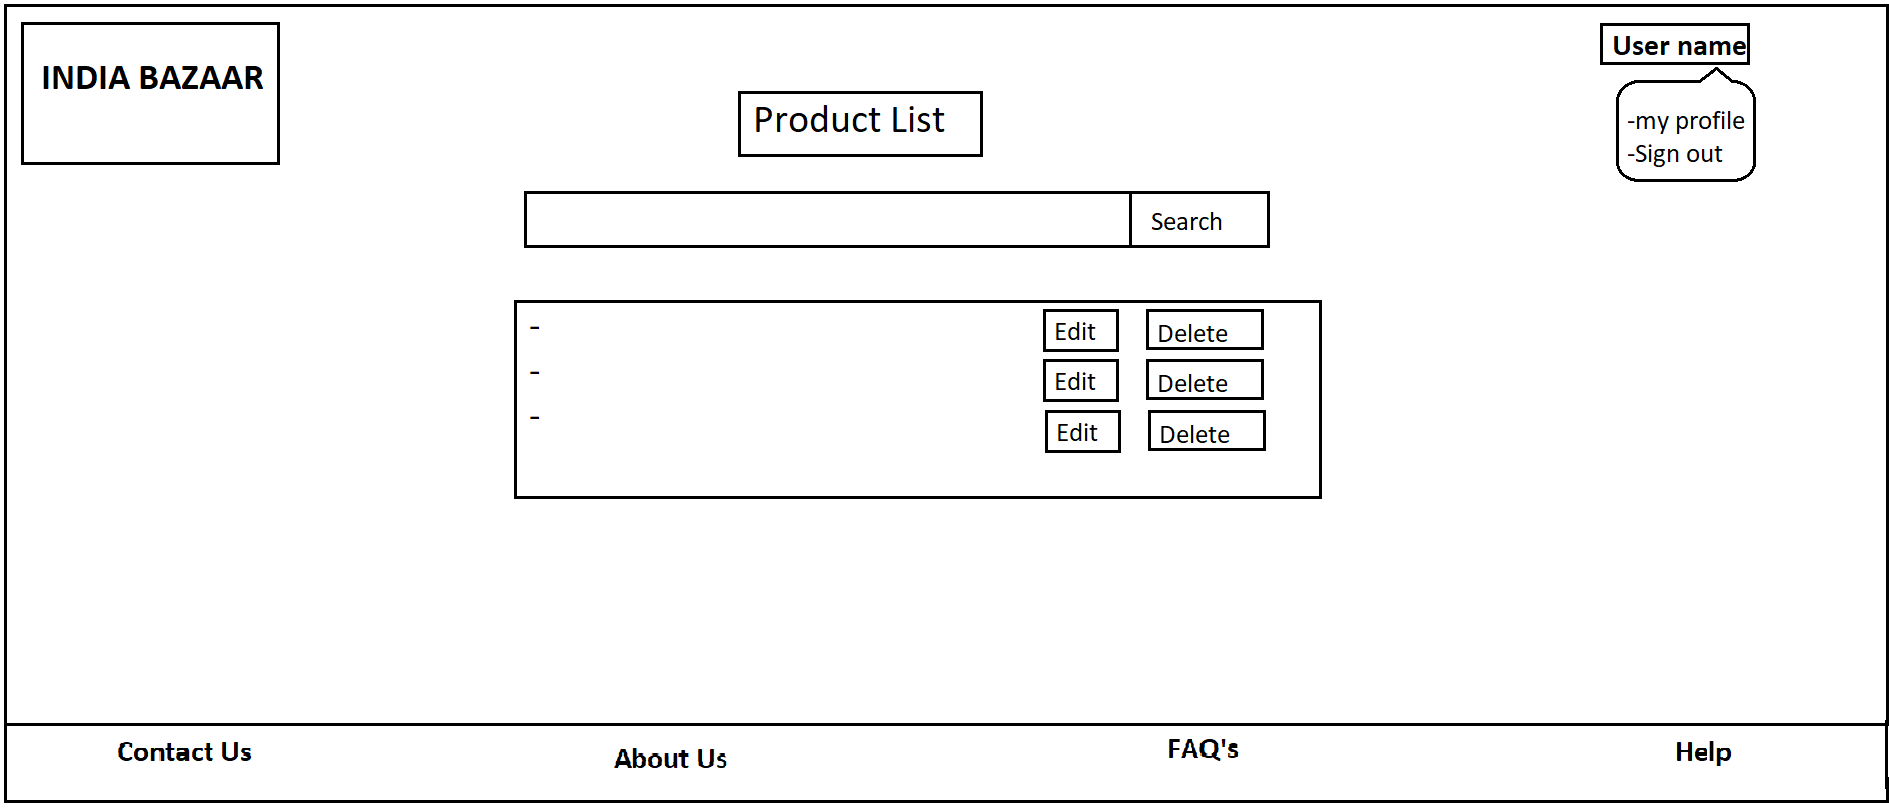 INDIA BAZAAR
User name
-my profile
-Sign out
Product List
Search
- Edit Delete
- Edit Delete
- Edit Delete
Contact Us About Us FAQ's Help